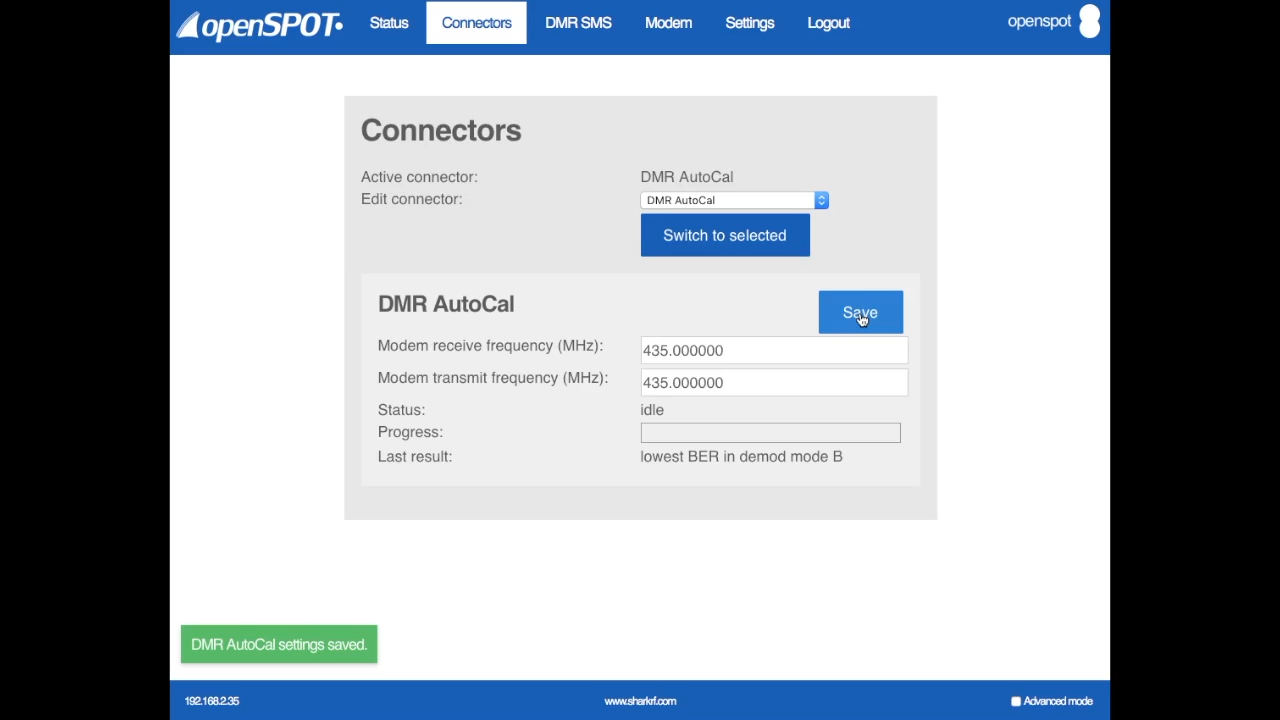 openSPOT Status Connectors DMR SMS Modem Settings Logout openspot
Connectors
Active connector: DMR AutoCal
Edit connector: DMR AutoCal
Switch to selected
DMR AutoCal Save
Modem receive frequency (MHz): 435.000000
Modem transmit frequency (MHz): 435.000000
Status: idle
Progress:
Last result: lowest BER in demod mode B
DMR AutoCal settings saved.
192.168.2.35 www.sharkrf.com Advanced mode